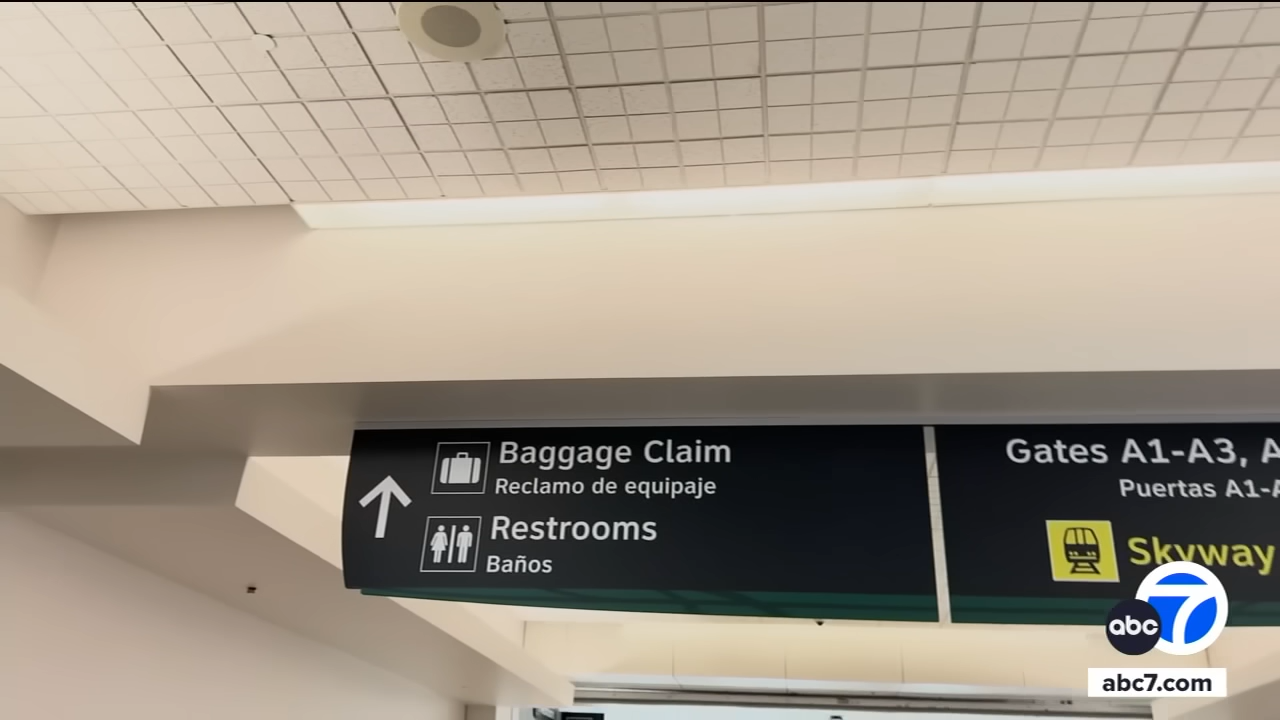 Baggage Claim
Reclamo de equipaje
Restrooms
Baños
Gates A1-A3, A
Puertas A1-A
Skyway
abc 7
abc7.com